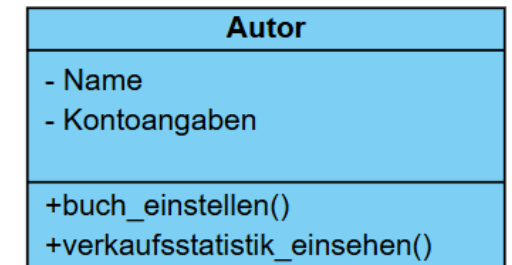 Autor
- Name
- Kontoangaben
+buch_einstellen()
+verkaufsstatistik_einsehen()